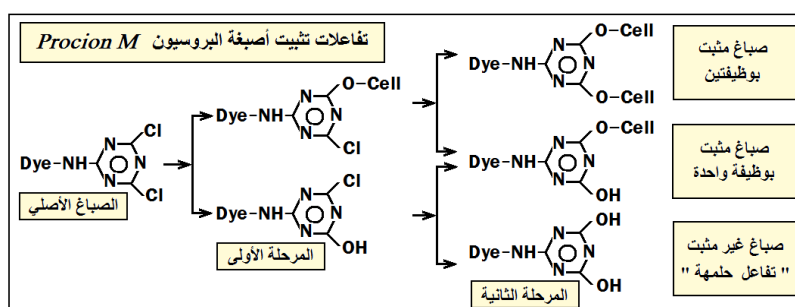 تفاعلات تثبيت أصبغة البروسيون Procion M
Dye-NH N N N Cl Cl
الصباغ الأصلي
Dye-NH N N N O-Cell Cl
Dye-NH N N N Cl OH
المرحلة الأولى
Dye-NH N N N O-Cell O-Cell
صباغ مثبت
بوظيفتين
Dye-NH N N N O-Cell OH
صباغ مثبت
بوظيفة واحدة
Dye-NH N N N OH OH
صباغ غير مثبت
" تفاعل حلمهة "
المرحلة الثانية